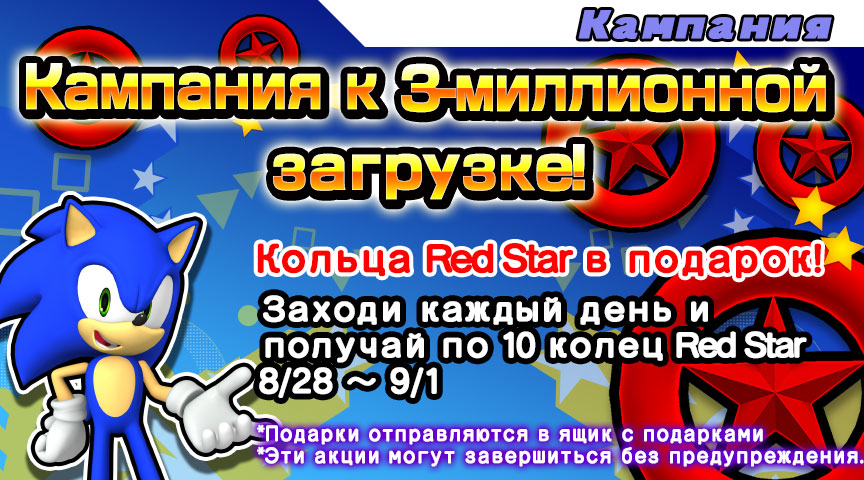 Кампания
Кампания к 3-миллионной
загрузке!
Кольца Red Star в подарок!
Заходи каждый день и
получай по 10 колец Red Star
8/28 ～ 9/1
*Подарки отправляются в ящик с подарками
*Эти акции могут завершиться без предупреждения.